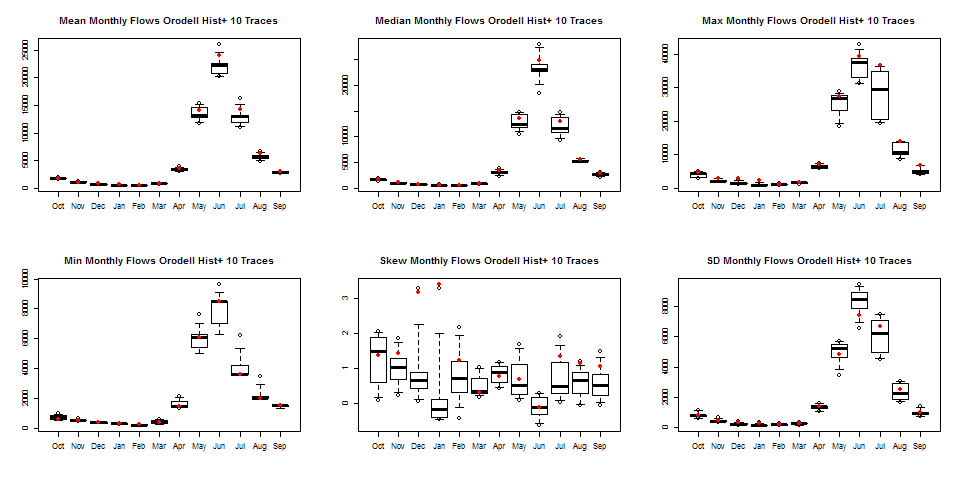 Mean Monthly Flows Orodell Hist+ 10 Traces
25000
20000
15000
10000
5000
0
Oct Nov Dec Jan Feb Mar Apr May Jun Jul Aug Sep
Median Monthly Flows Orodell Hist+ 10 Traces
20000
10000
5000
0
Oct Nov Dec Jan Feb Mar Apr May Jun Jul Aug Sep
Max Monthly Flows Orodell Hist+ 10 Traces
40000
30000
20000
10000
0
Oct Nov Dec Jan Feb Mar Apr May Jun Jul Aug Sep
Min Monthly Flows Orodell Hist+ 10 Traces
10000
8000
6000
4000
2000
0
Oct Nov Dec Jan Feb Mar Apr May Jun Jul Aug Sep
Skew Monthly Flows Orodell Hist+ 10 Traces
3
2
1
0
Oct Nov Dec Jan Feb Mar Apr May Jun Jul Aug Sep
SD Monthly Flows Orodell Hist+ 10 Traces
8000
6000
4000
2000
0
Oct Nov Dec Jan Feb Mar Apr May Jun Jul Aug Sep